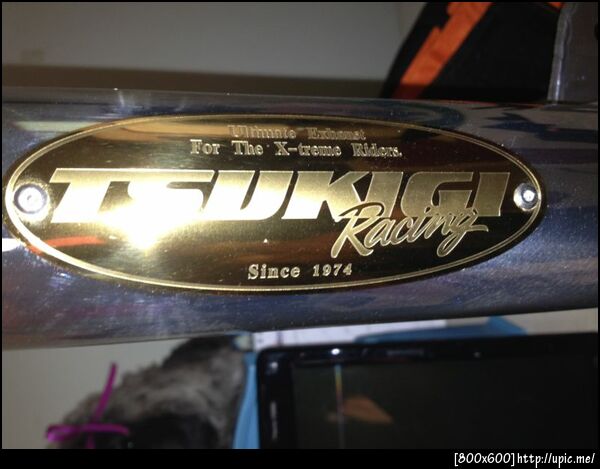 Ultimate Exhaust
For The X-treme Riders.
TSUKIGI
Racing
Since 1974
[800x600]http://upic.me/